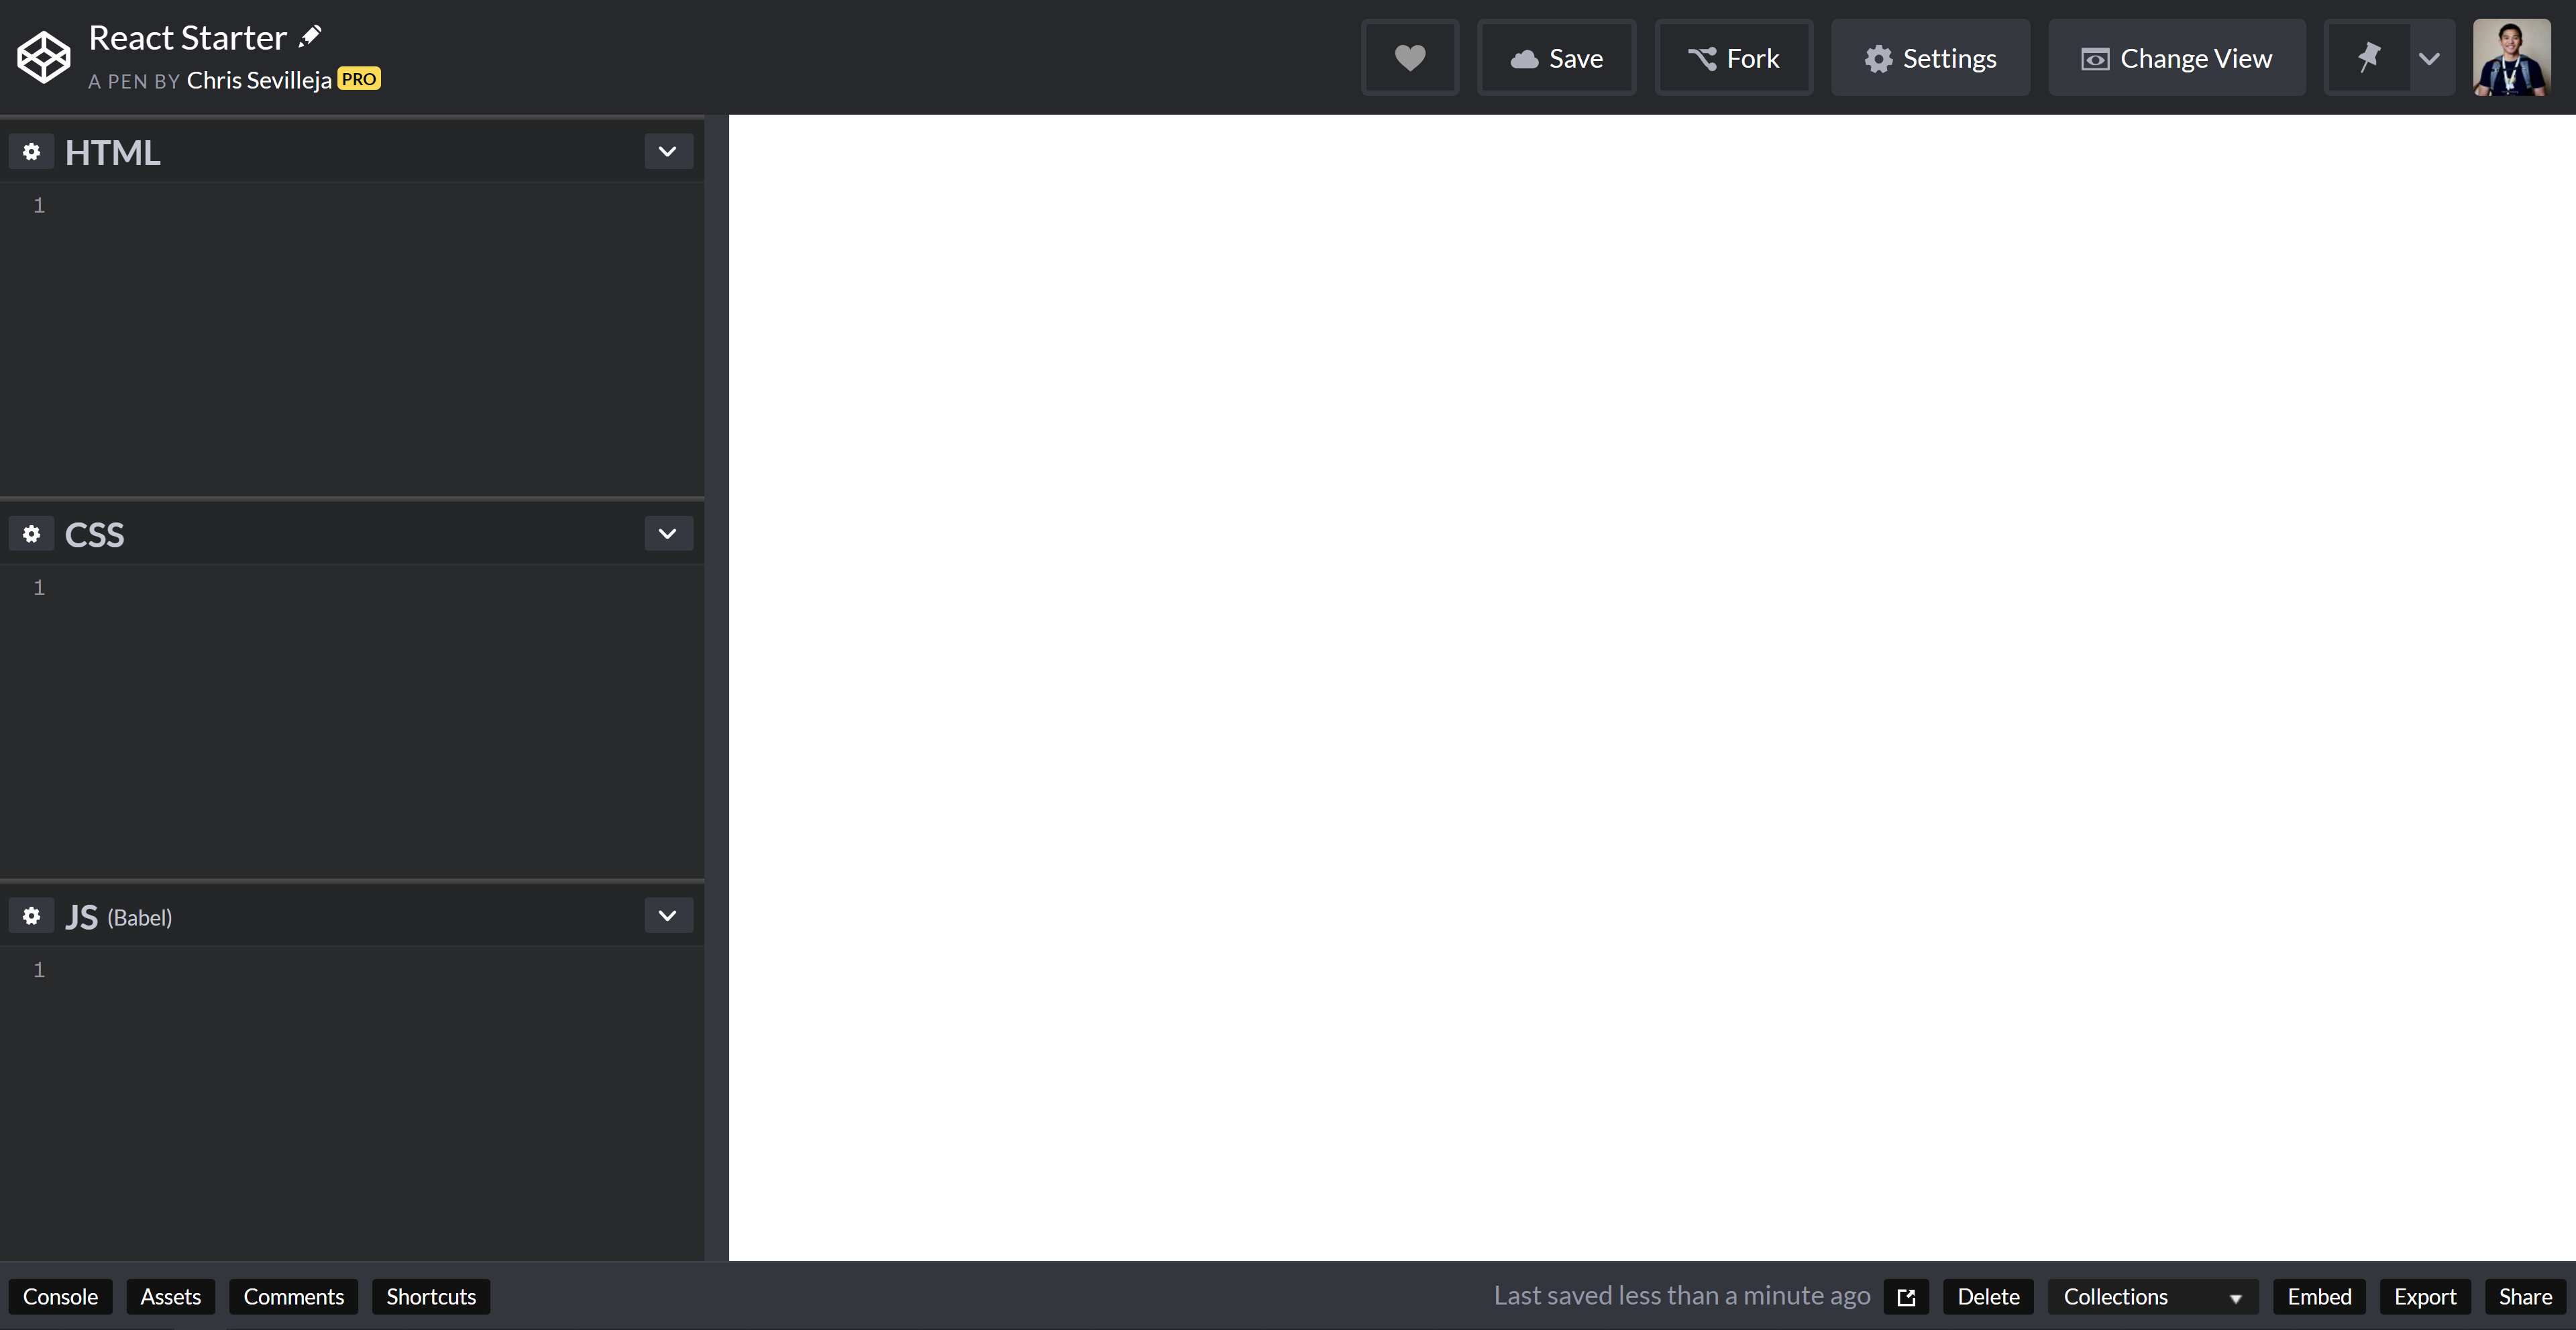 React Starter
A PEN BY Chris Sevilleja PRO
Save
Fork
Settings
Change View
HTML
1
CSS
1
JS (Babel)
1
Console
Assets
Comments
Shortcuts
Last saved less than a minute ago
Delete
Collections
Embed
Export
Share